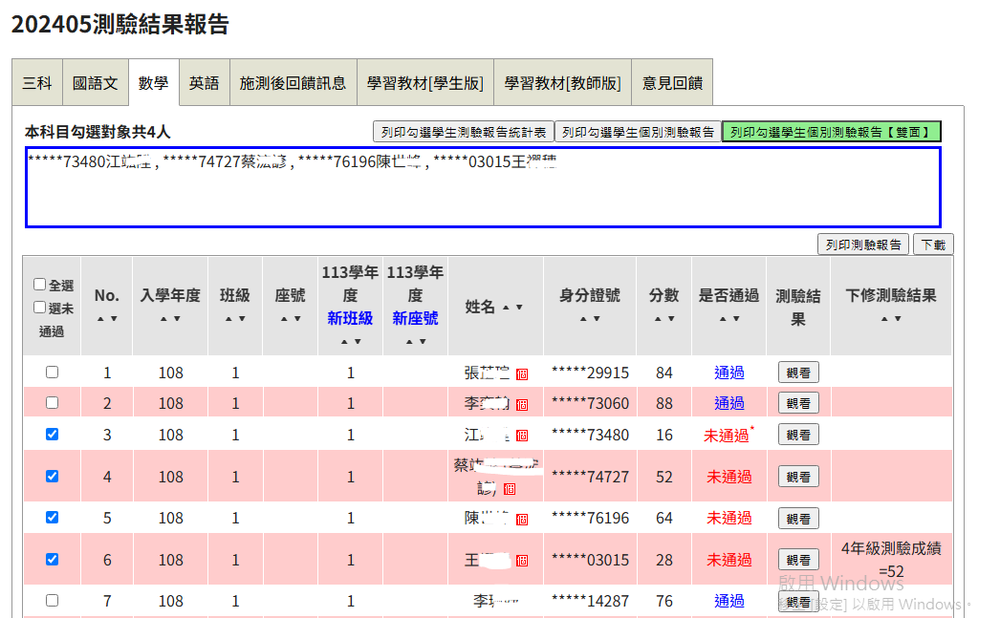 202405測驗結果報告
三科 國語文 數學 英語 施測後回饋訊息 學習教材[學生版] 學習教材[教師版] 意見回饋
本科目勾選對象共4人 列印勾選學生測驗報告統計表 列印勾選學生個別測驗報告 列印勾選學生個別測驗報告【雙面】
*****73480江 , *****74727蔡 , *****76196陳 , *****03015王
列印測驗報告 下載
全選 選未通過 No. 入學年度 班級 座號 113學年度 新班級 113學年度 新座號 姓名 身分證號 分數 是否通過 測驗結果 下修測驗結果
1 108 1 1 張 個 *****29915 84 通過 觀看
2 108 1 1 李 個 *****73060 88 通過 觀看
3 108 1 1 江 個 *****73480 16 未通過* 觀看
4 108 1 1 蔡 個 *****74727 52 未通過 觀看
5 108 1 1 陳 個 *****76196 64 未通過 觀看
6 108 1 1 王 個 *****03015 28 未通過 觀看 4年級測驗成績=52
7 108 1 1 李 *****14287 76 通過 觀看
啟用 Windows
[設定] 以啟用 Windows。